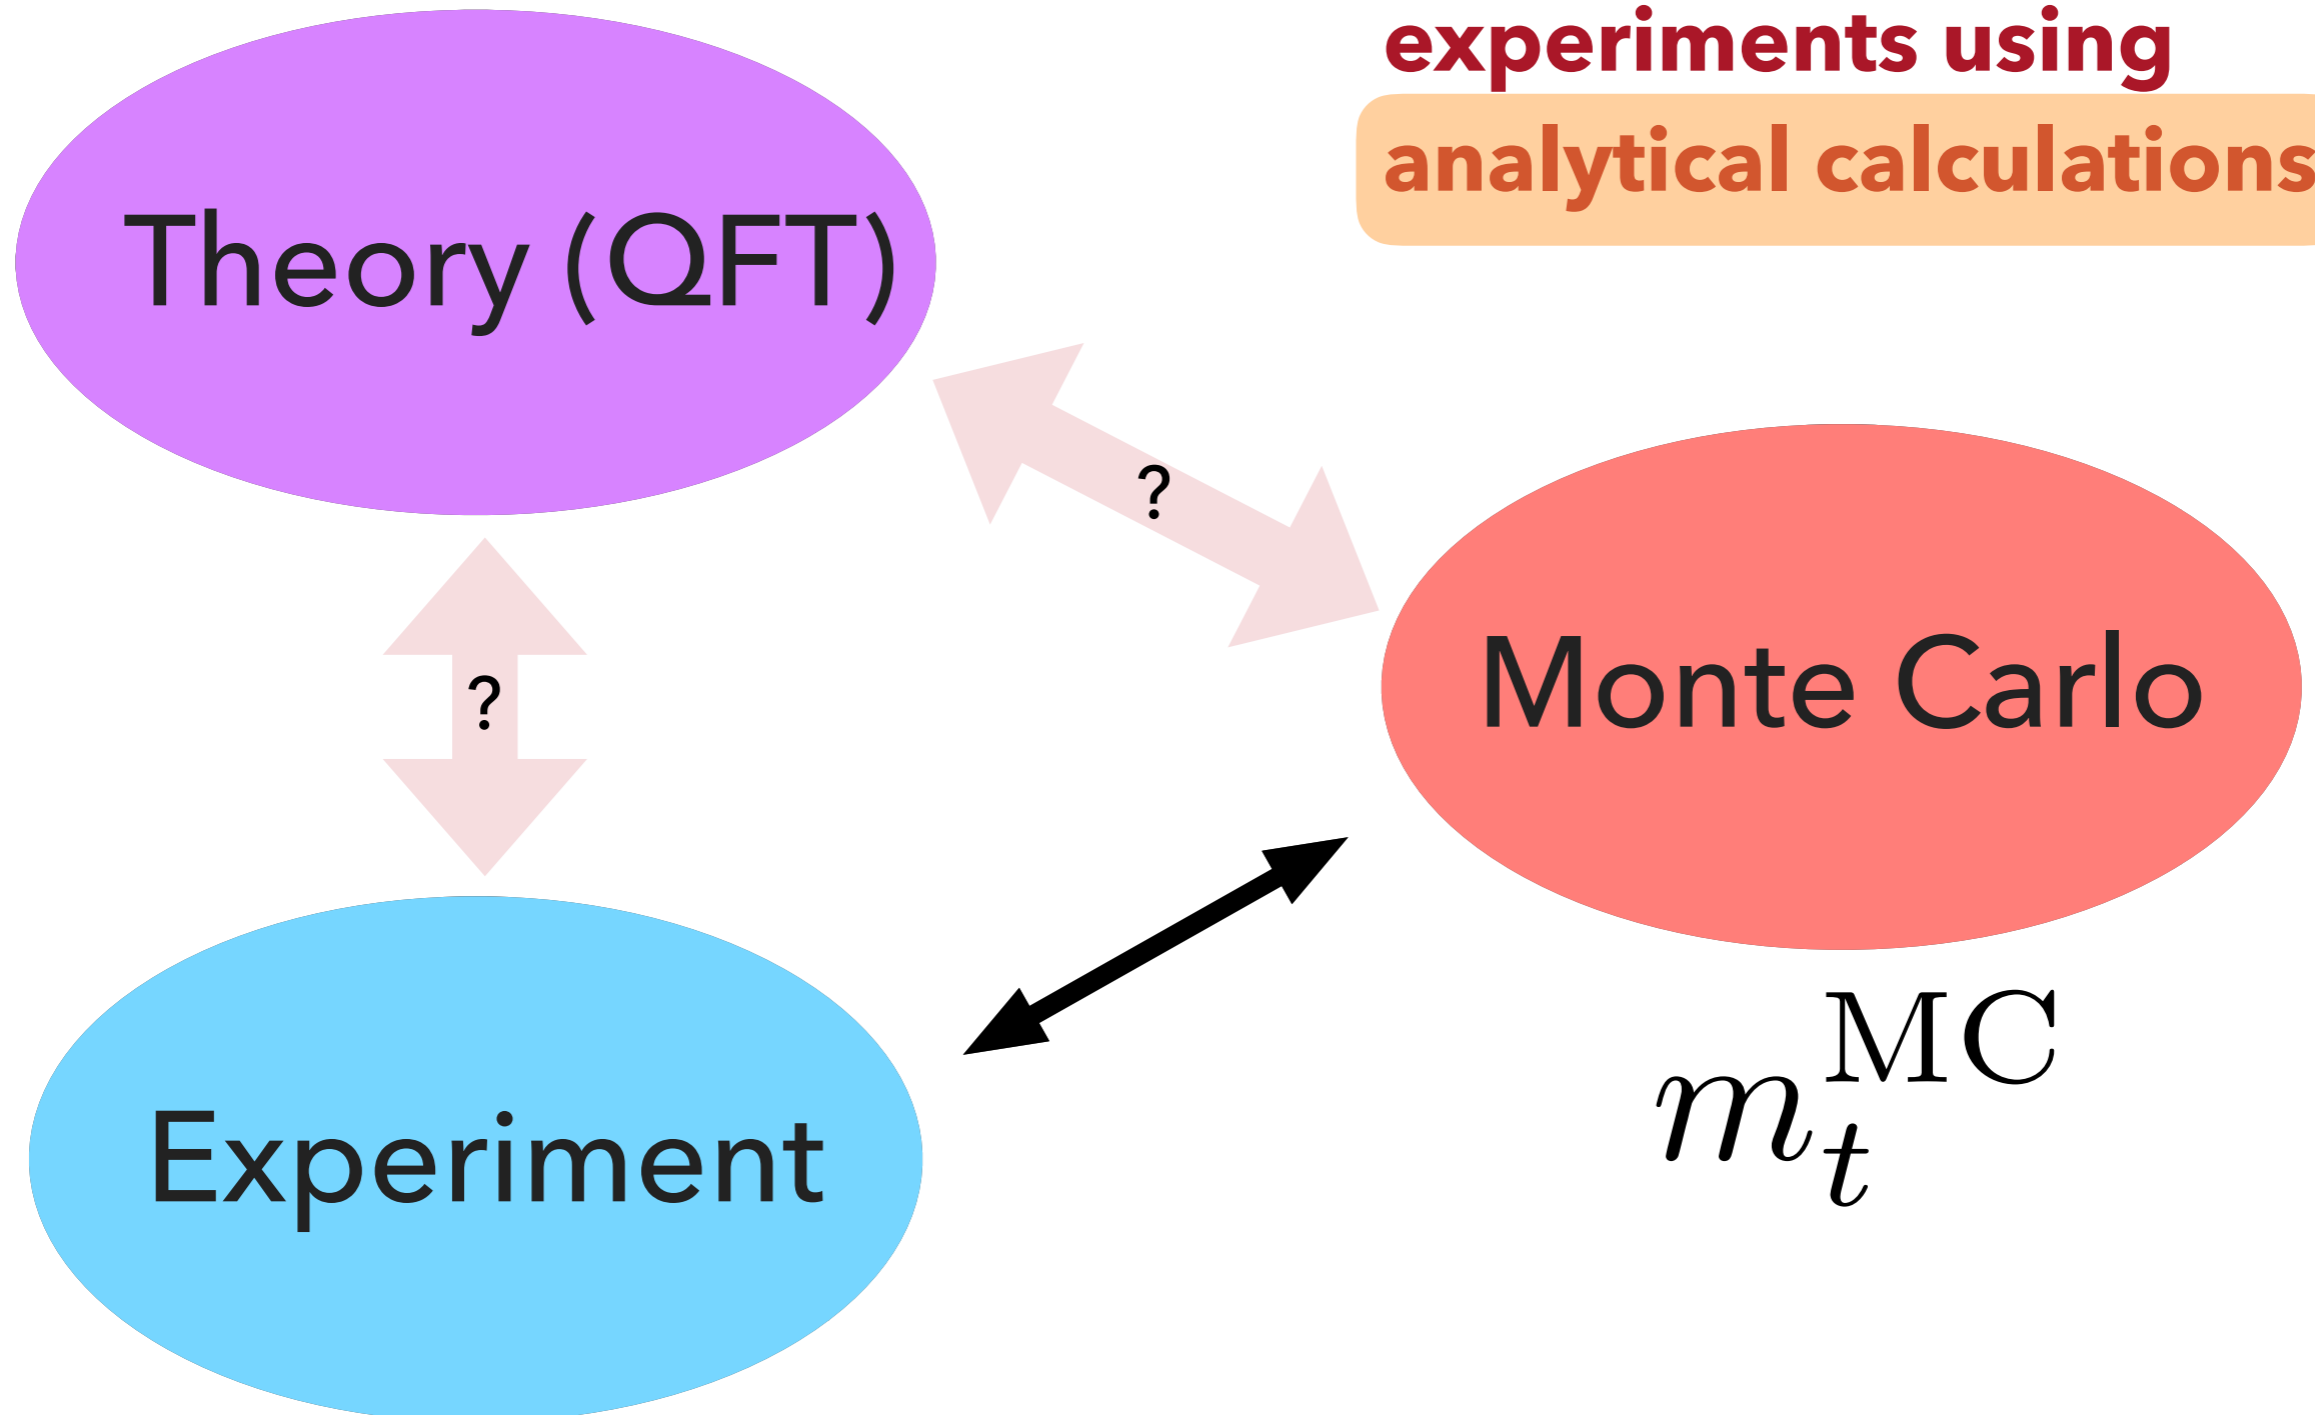 experiments using
analytical calculations
Theory (QFT)
?
Monte Carlo
?
Experiment
m_t^MC